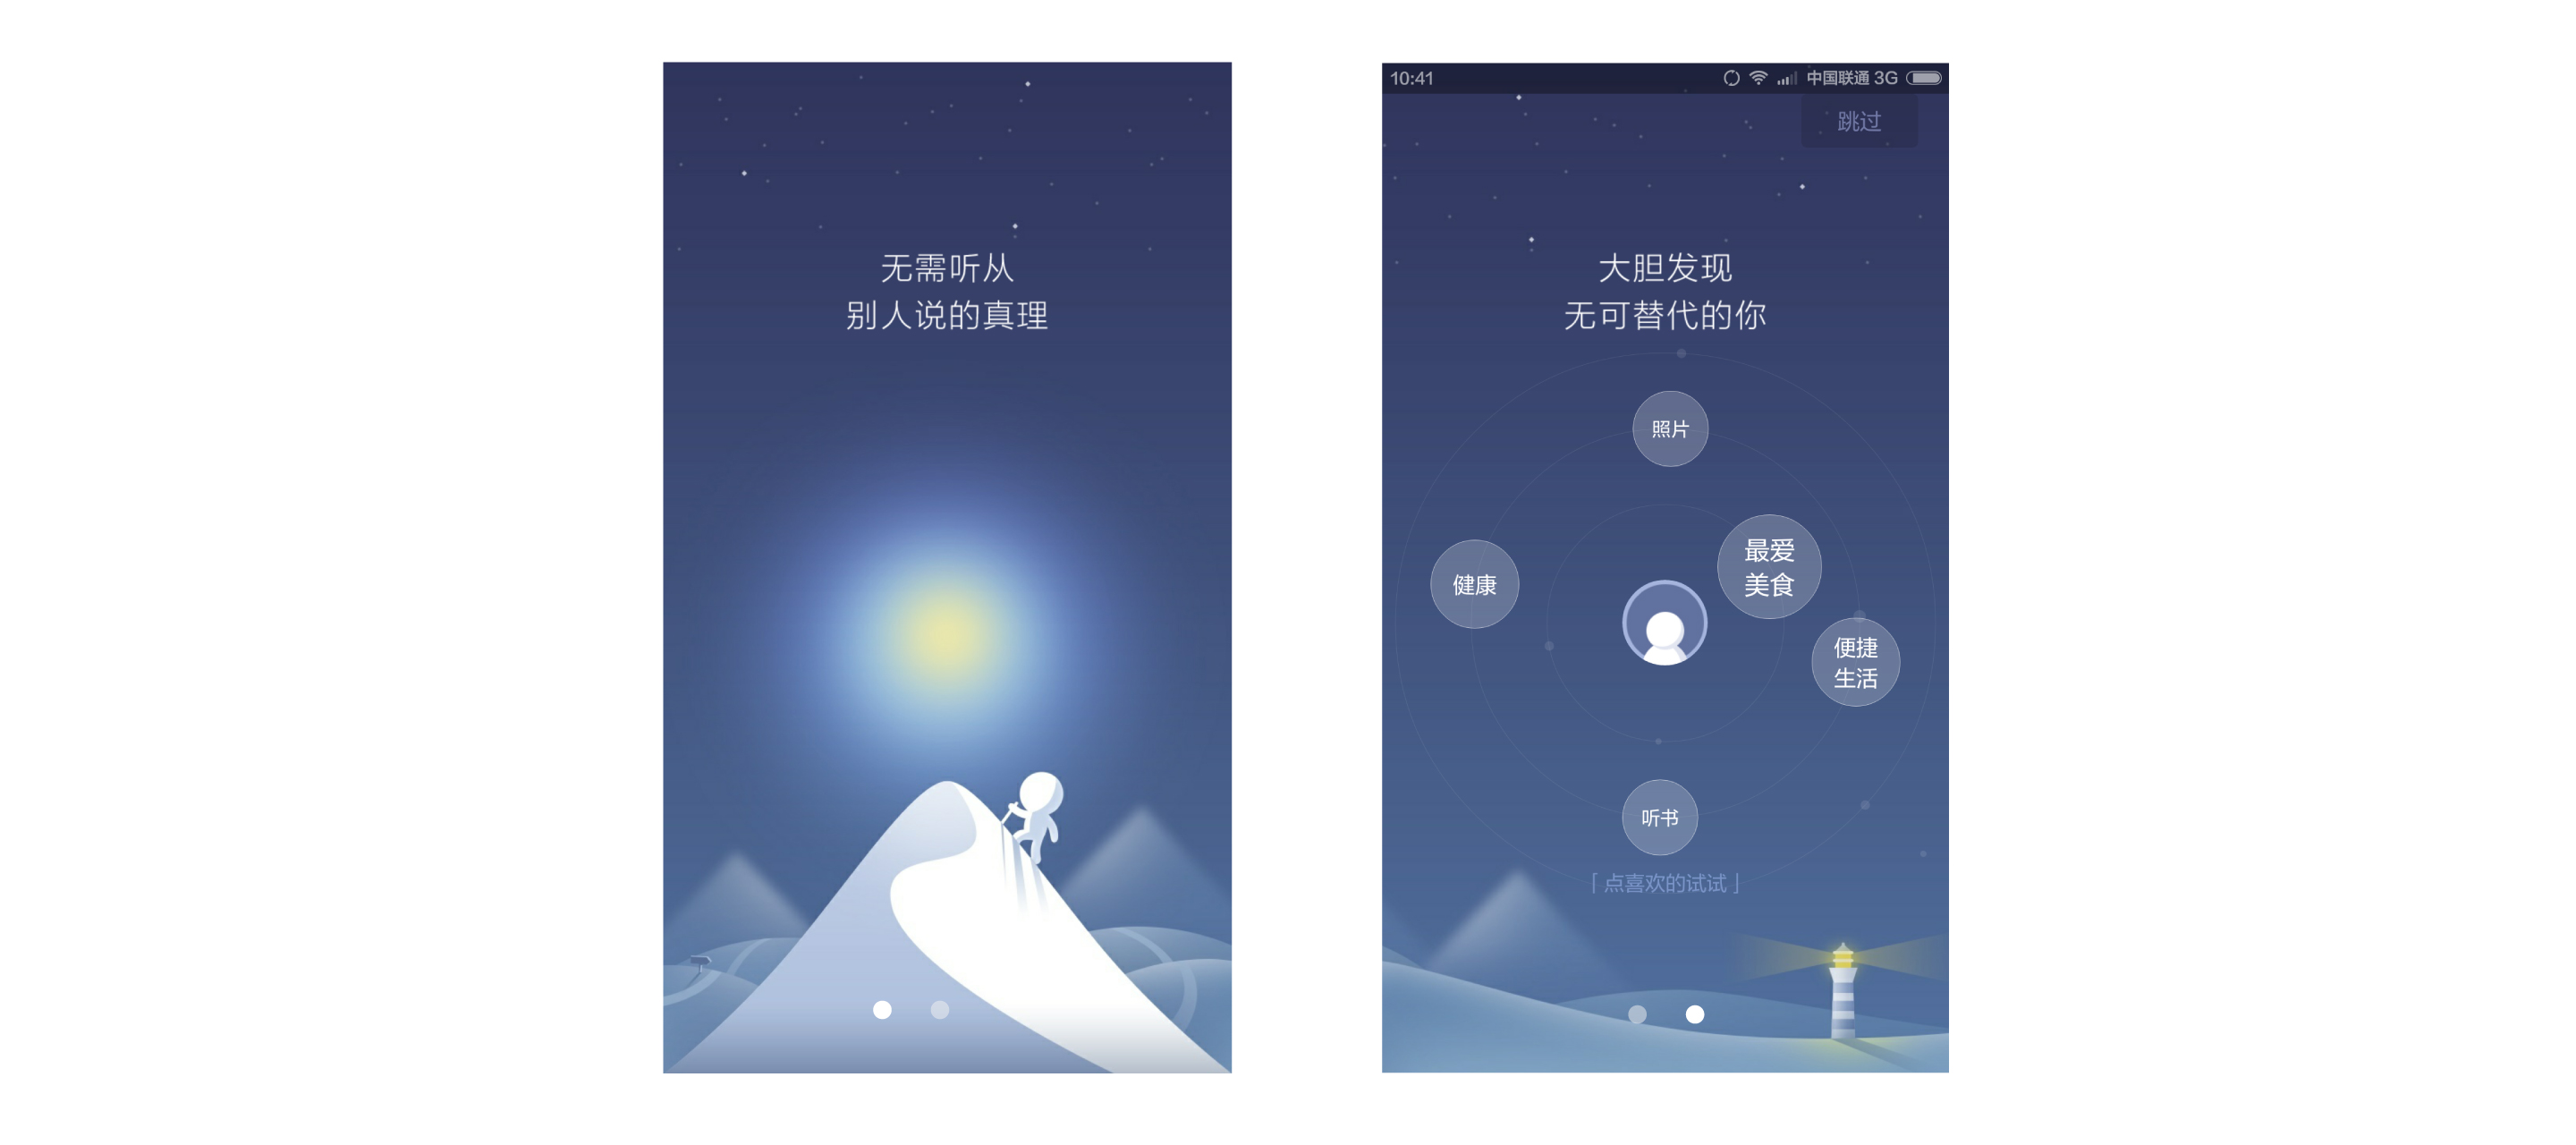 无需听从
别人说的真理
10:41
中国联通 3G
跳过
大胆发现
无可替代的你
照片
最爱
美食
健康
便捷
生活
听书
「 点喜欢的试试 」